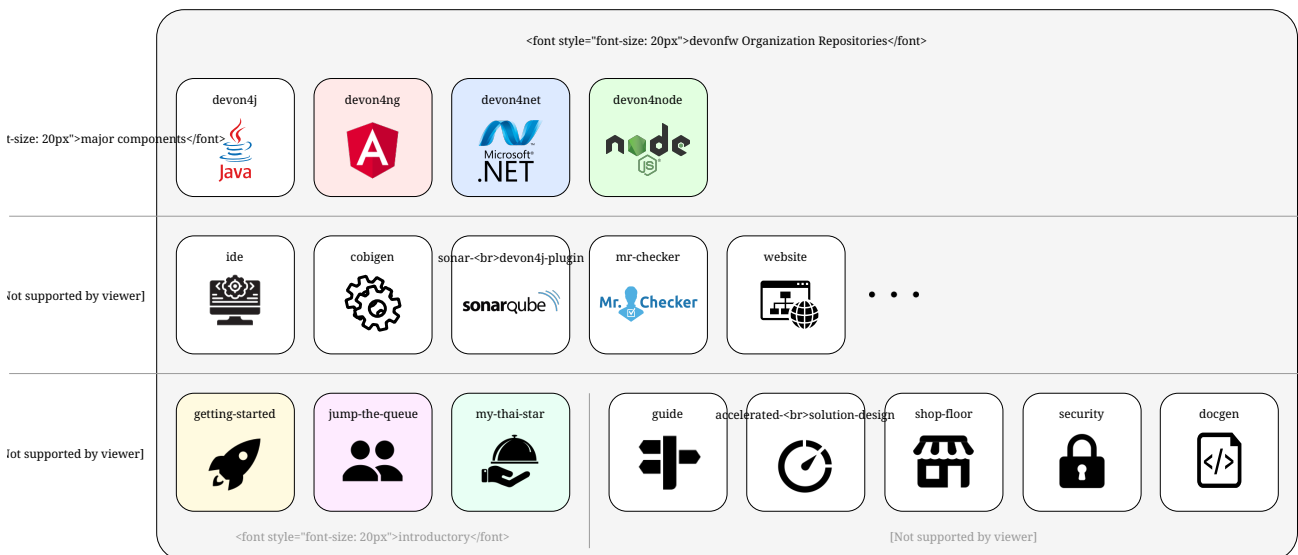 <font style="font-size: 20px">devonfw Organization Repositories</font>
devon4j
devon4ng
devon4net
devon4node
t-size: 20px">major components</font>
Java
A
Microsoft®
.NET
node
JS
ide
cobigen
sonar-<br>devon4j-plugin
mr-checker
website
Not supported by viewer]
sonarqube
Mr. Checker
getting-started
jump-the-queue
my-thai-star
guide
accelerated-<br>solution-design
shop-floor
security
docgen
Not supported by viewer]
</>
<font style="font-size: 20px">introductory</font>
[Not supported by viewer]